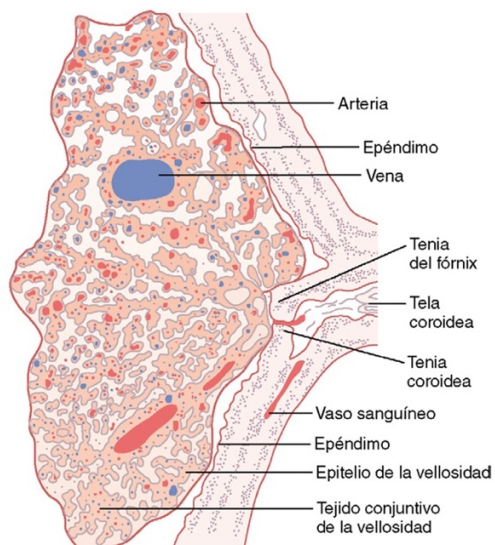 Arteria
Epéndimo
Vena
Tenia
del fórnix
Tela
coroidea
Tenia
coroidea
Vaso sanguíneo
Epéndimo
Epitelio de la vellosidad
Tejido conjuntivo
de la vellosidad